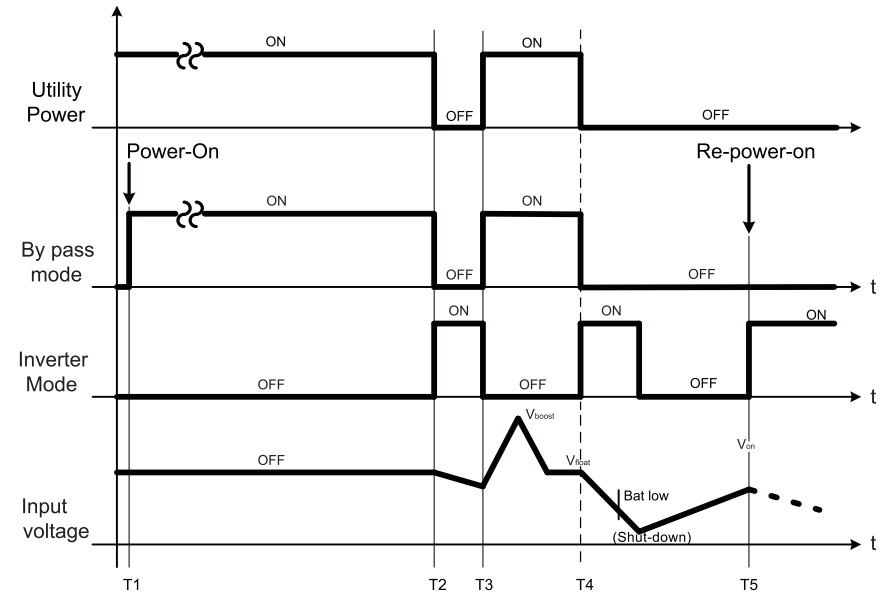 ON
ON
Utility
Power
OFF
OFF
Power-On
Re-power-on
ON
ON
By pass
mode
OFF
OFF
t
ON
ON
ON
Inverter
Mode
OFF
OFF
OFF
t
Vboost
Von
OFF
Vfloat
Bat low
Input
voltage
(Shut-down)
t
T1
T2
T3
T4
T5